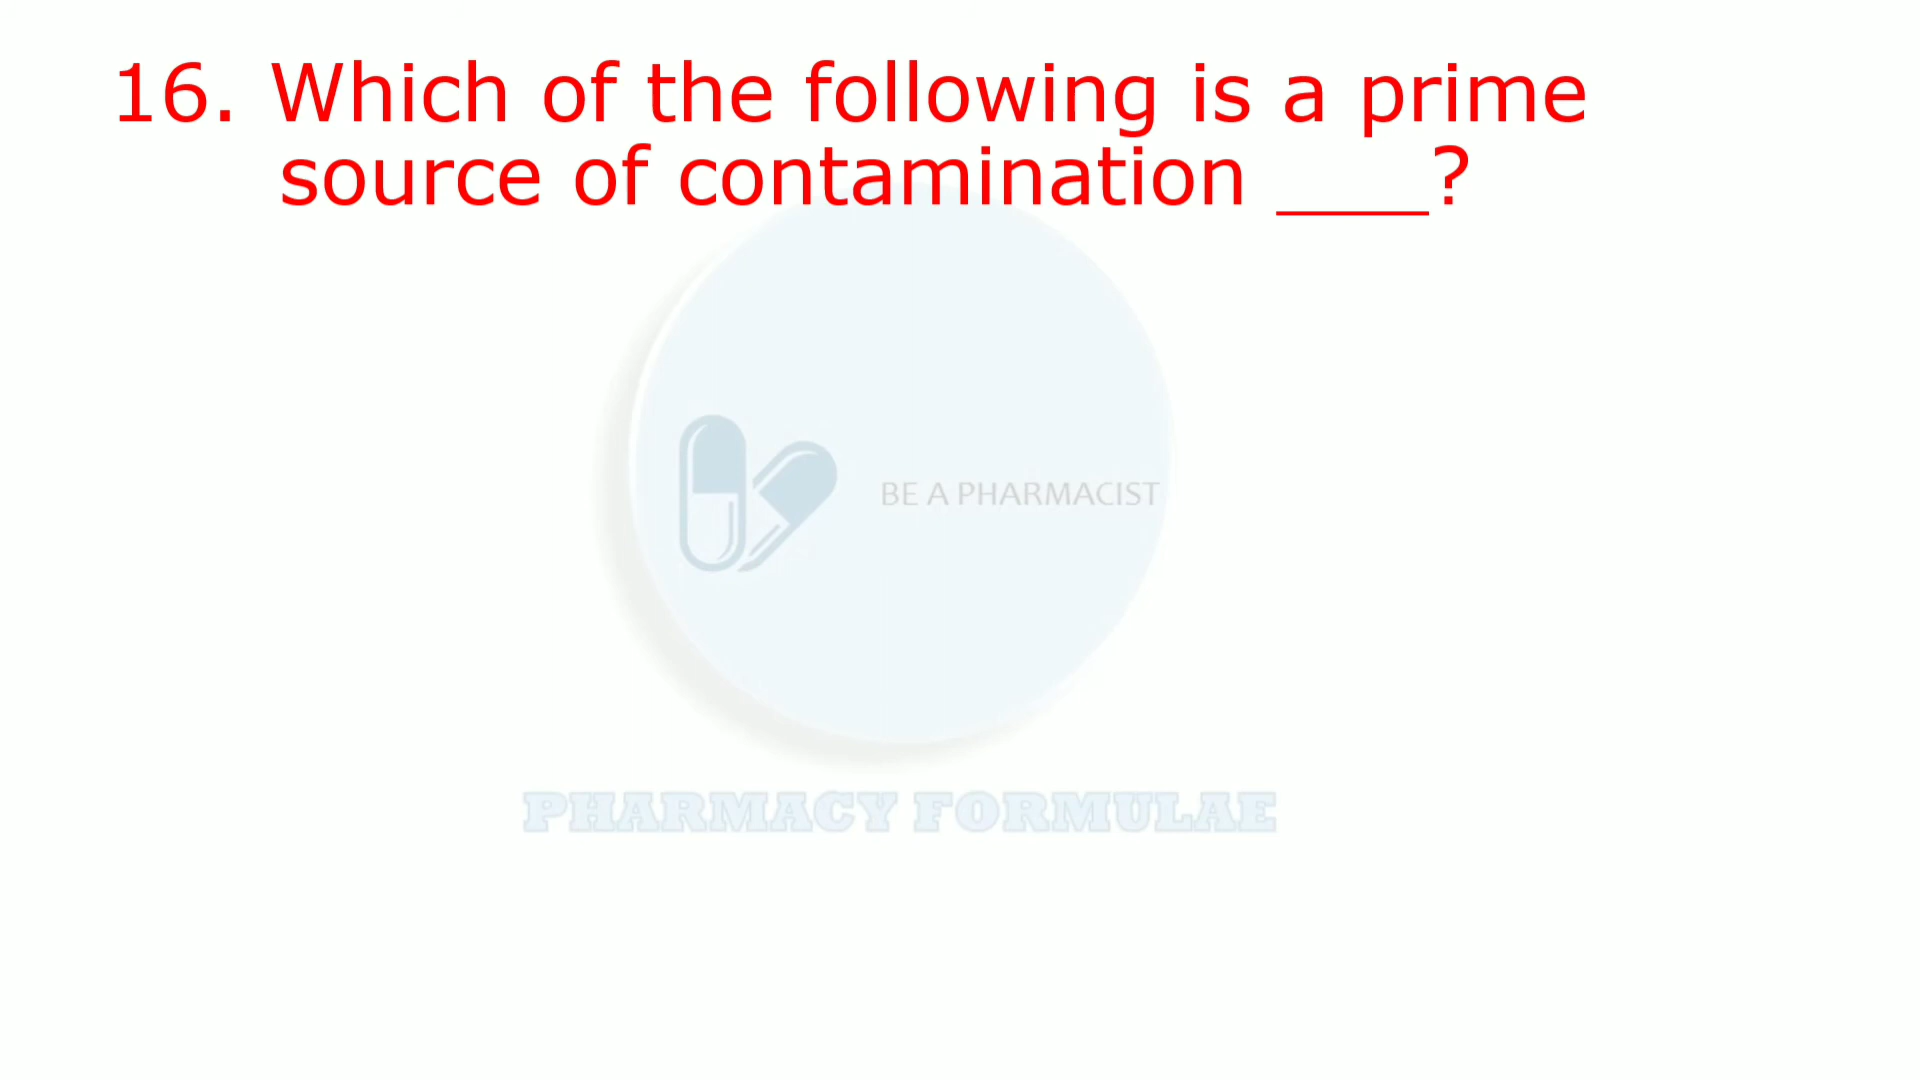 16. Which of the following is a prime
source of contamination ____?
BE A PHARMACIST
PHARMACY FORMULAE